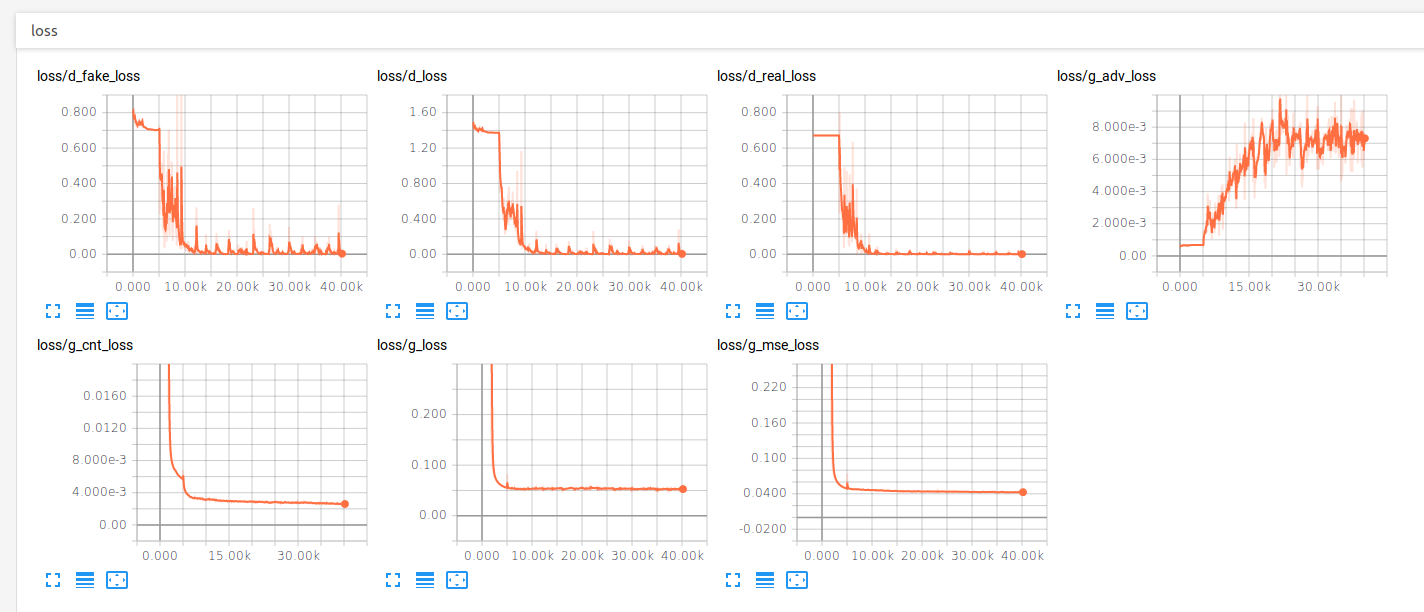 loss
loss/d_fake_loss
0.800
0.600
0.400
0.200
0.00
0.000 10.00k 20.00k 30.00k 40.00k
loss/d_loss
1.60
1.20
0.800
0.400
0.00
0.000 10.00k 20.00k 30.00k 40.00k
loss/d_real_loss
0.800
0.600
0.400
0.200
0.00
0.000 10.00k 20.00k 30.00k 40.00k
loss/g_adv_loss
8.000e-3
6.000e-3
4.000e-3
2.000e-3
0.00
0.000 15.00k 30.00k
loss/g_cnt_loss
0.0160
0.0120
8.000e-3
4.000e-3
0.00
0.000 15.00k 30.00k
loss/g_loss
0.200
0.100
0.00
0.000 10.00k 20.00k 30.00k 40.00k
loss/g_mse_loss
0.220
0.160
0.100
0.0400
-0.0200
0.000 10.00k 20.00k 30.00k 40.00k